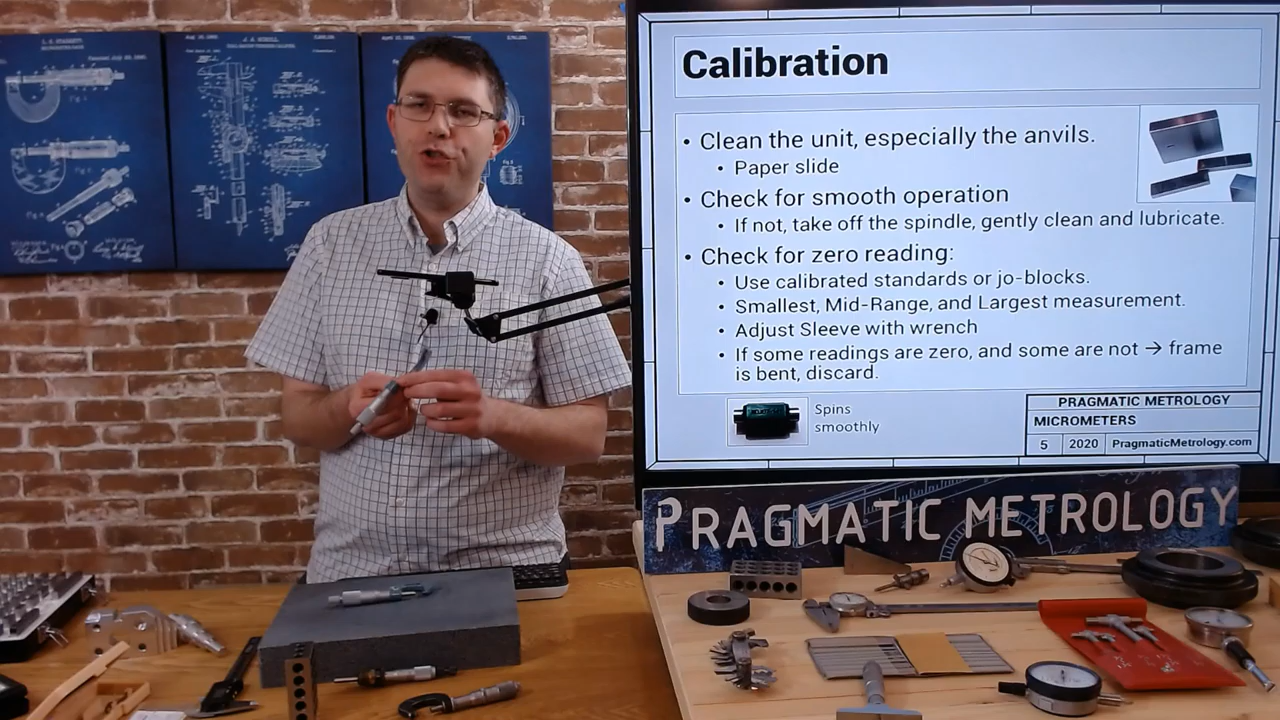 Calibration
• Clean the unit, especially the anvils.
• Paper slide
• Check for smooth operation
• If not, take off the spindle, gently clean and lubricate.
• Check for zero reading:
• Use calibrated standards or jo-blocks.
• Smallest, Mid-Range, and Largest measurement.
• Adjust Sleeve with wrench
• If some readings are zero, and some are not → frame
is bent, discard.
Spins
smoothly
PRAGMATIC METROLOGY
MICROMETERS
5 2020 PragmaticMetrology.com
PRAGMATIC METROLOGY